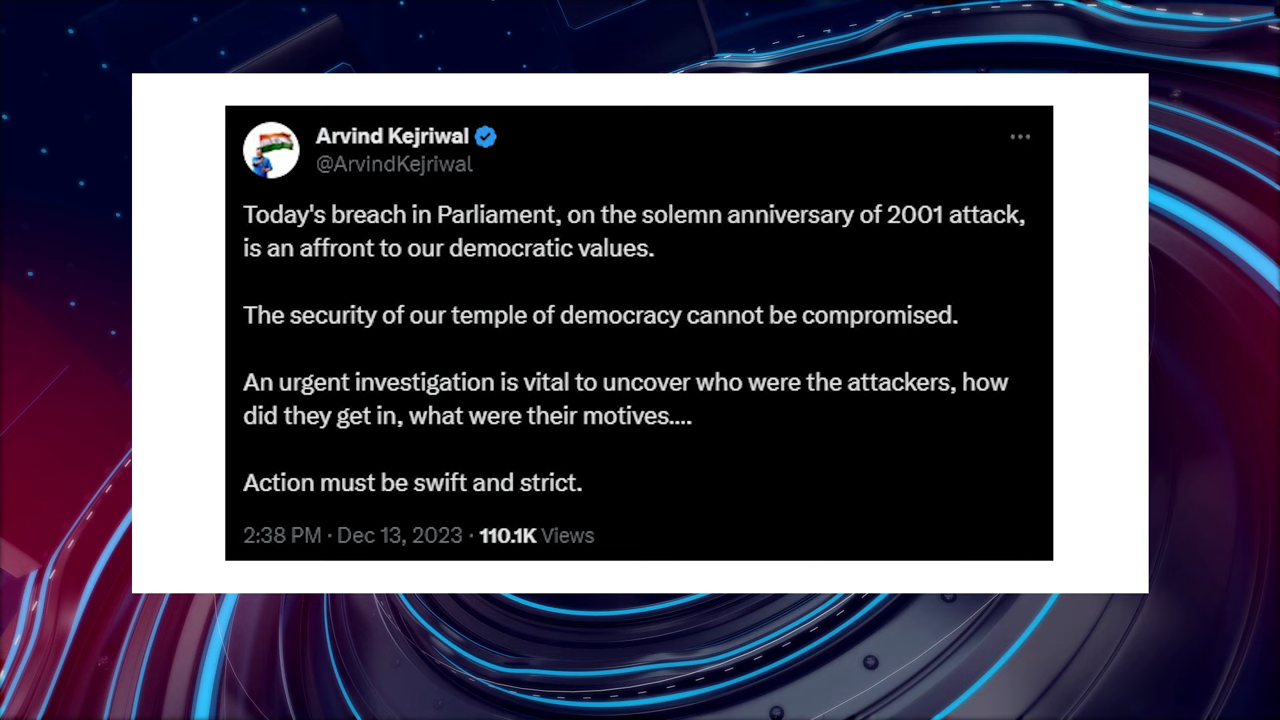 Arvind Kejriwal
@ArvindKejriwal
Today's breach in Parliament, on the solemn anniversary of 2001 attack,
is an affront to our democratic values.
The security of our temple of democracy cannot be compromised.
An urgent investigation is vital to uncover who were the attackers, how
did they get in, what were their motives....
Action must be swift and strict.
2:38 PM · Dec 13, 2023 · 110.1K Views